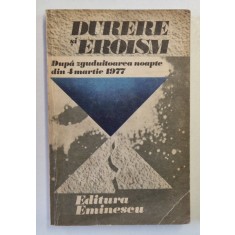 DURERE
și EROISM
După zguduitoarea noapte
din 4 martie 1977
Editura
Eminescu